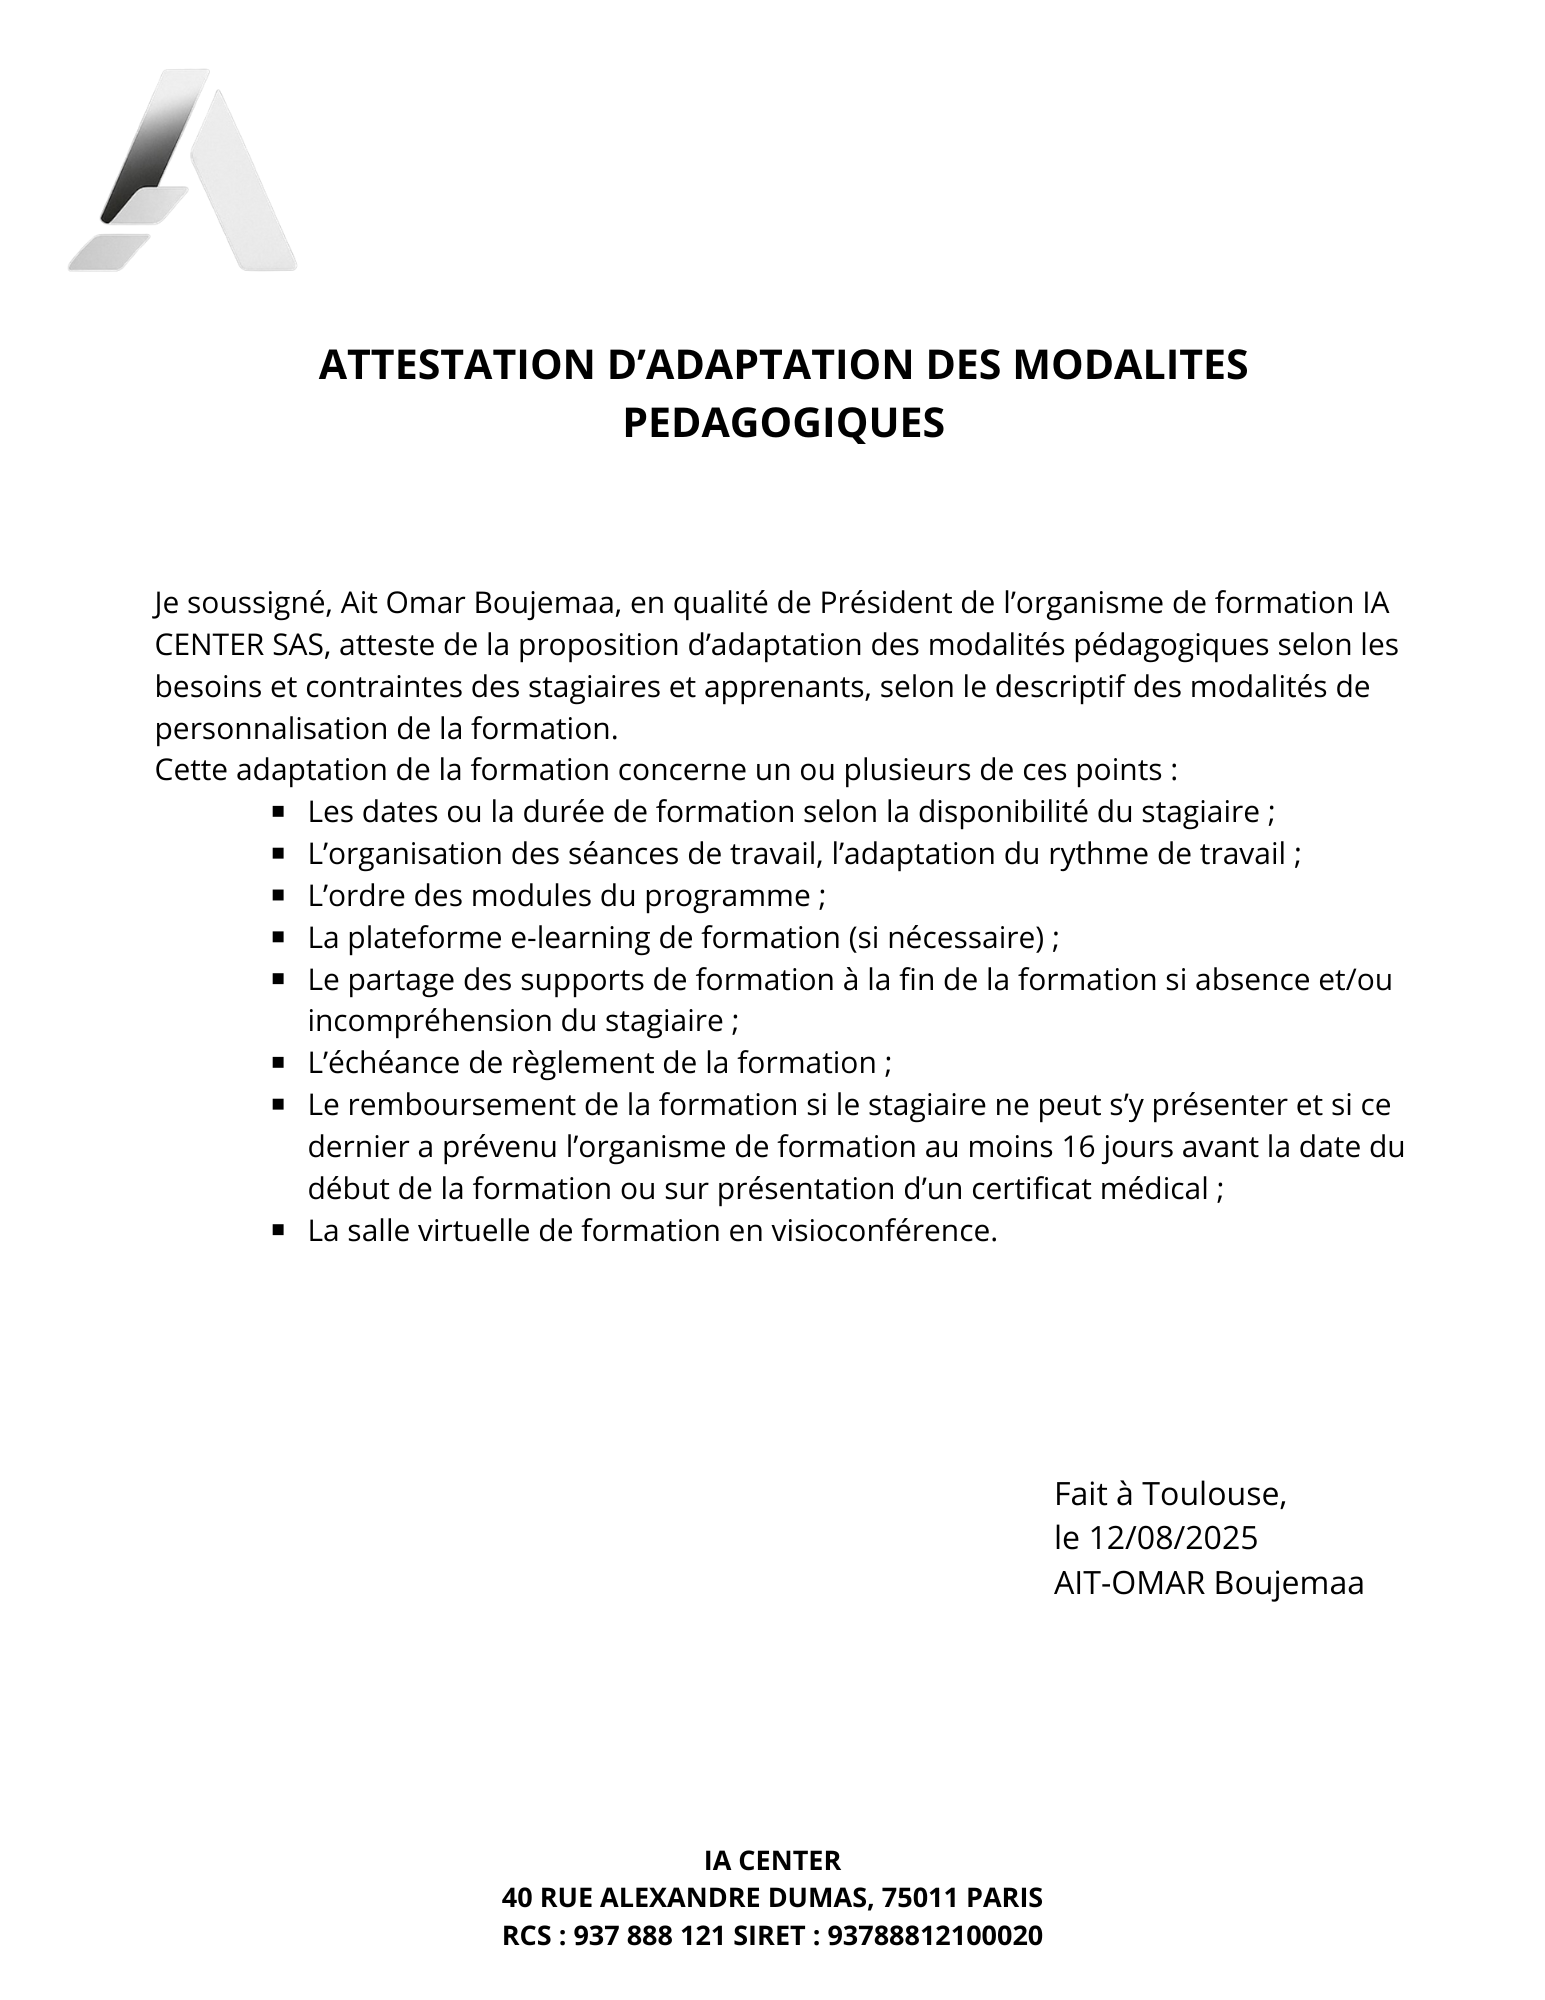 ATTESTATION D’ADAPTATION DES MODALITES
PEDAGOGIQUES
Je soussigné, Ait Omar Boujemaa, en qualité de Président de l’organisme de formation IA
CENTER SAS, atteste de la proposition d’adaptation des modalités pédagogiques selon les
besoins et contraintes des stagiaires et apprenants, selon le descriptif des modalités de
personnalisation de la formation.
Cette adaptation de la formation concerne un ou plusieurs de ces points :
▪ Les dates ou la durée de formation selon la disponibilité du stagiaire ;
▪ L’organisation des séances de travail, l’adaptation du rythme de travail ;
▪ L’ordre des modules du programme ;
▪ La plateforme e-learning de formation (si nécessaire) ;
▪ Le partage des supports de formation à la fin de la formation si absence et/ou
incompréhension du stagiaire ;
▪ L’échéance de règlement de la formation ;
▪ Le remboursement de la formation si le stagiaire ne peut s’y présenter et si ce
dernier a prévenu l’organisme de formation au moins 16 jours avant la date du
début de la formation ou sur présentation d’un certificat médical ;
▪ La salle virtuelle de formation en visioconférence.
Fait à Toulouse,
le 12/08/2025
AIT-OMAR Boujemaa
IA CENTER
40 RUE ALEXANDRE DUMAS, 75011 PARIS
RCS : 937 888 121 SIRET : 93788812100020